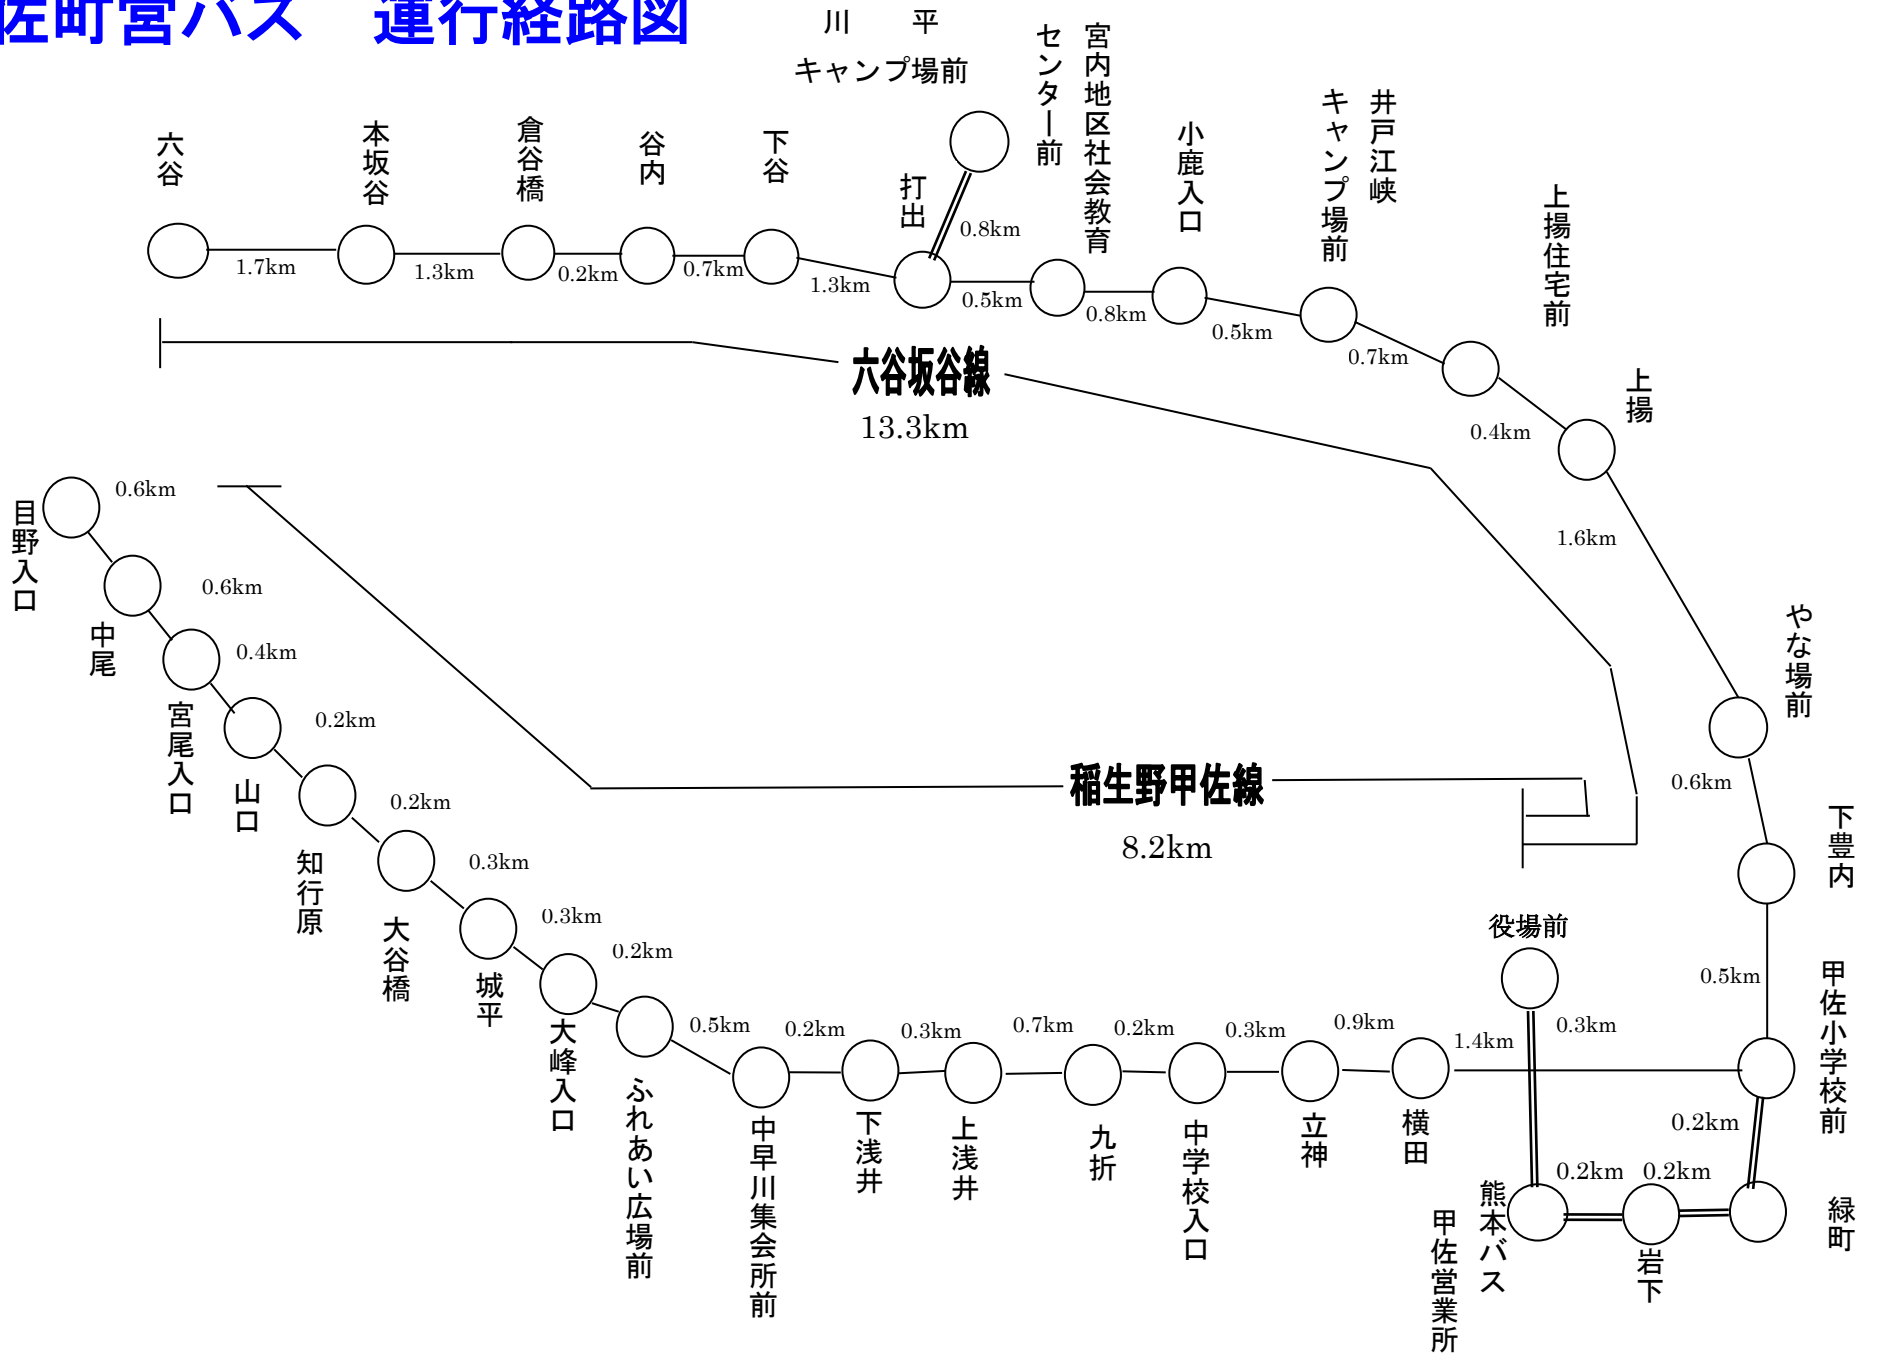 佐町営バス　運行経路図
川　平
キャンプ場前
宮内地区社会教育
センター前
井戸江峡
キャンプ場前
六谷
本坂谷
倉谷橋
谷内
下谷
打出
小鹿入口
上揚住宅前
上揚
0.8km
1.7km
1.3km
0.2km
0.7km
1.3km
0.5km
0.8km
0.5km
0.7km
0.4km
1.6km
六谷坂谷線
13.3km
目野入口
0.6km
中尾
0.6km
宮尾入口
0.4km
山口
0.2km
知行原
0.2km
大谷橋
0.3km
城平
0.3km
大峰入口
0.2km
ふれあい広場前
稲生野甲佐線
8.2km
やな場前
0.6km
下豊内
0.5km
甲佐小学校前
役場前
0.3km
0.5km
0.2km
0.3km
0.7km
0.2km
0.3km
0.9km
1.4km
中早川集会所前
下浅井
上浅井
九折
中学校入口
立神
横田
0.2km
0.2km
0.2km
熊本バス
甲佐営業所
岩下
緑町